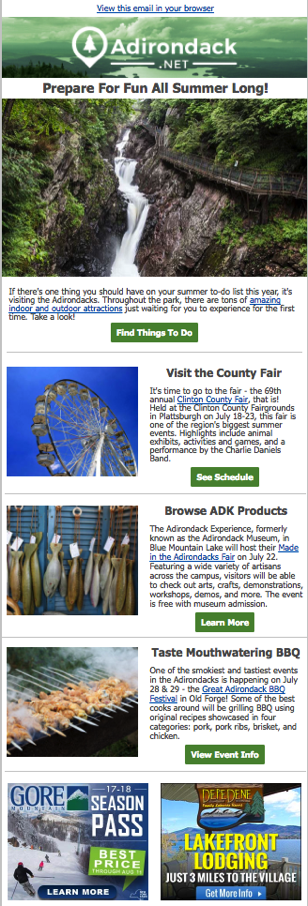 View this email in your browser
Adirondack
.NET
Prepare For Fun All Summer Long!
If there's one thing you should have on your summer to-do list this year, it's
visiting the Adirondacks. Throughout the park, there are tons of amazing
indoor and outdoor attractions just waiting for you to experience for the first
time. Take a look!
Find Things To Do
Visit the County Fair
It's time to go to the fair - the 69th
annual Clinton County Fair, that is!
Held at the Clinton County Fairgrounds
in Plattsburgh on July 18-23, this fair is
one of the region's biggest summer
events. Highlights include animal
exhibits, activities and games, and a
performance by the Charlie Daniels
Band.
See Schedule
Browse ADK Products
The Adirondack Experience, formerly
known as the Adirondack Museum, in
Blue Mountain Lake will host their Made
in the Adirondacks Fair on July 22.
Featuring a wide variety of artisans
across the campus, visitors will be able
to check out arts, crafts, demonstrations,
workshops, demos, and more. The event
is free with museum admission.
Learn More
Taste Mouthwatering BBQ
One of the smokiest and tastiest events
in the Adirondacks is happening on July
28 & 29 - the Great Adirondack BBQ
Festival in Old Forge! Some of the best
cooks around will be grilling BBQ using
original recipes showcased in four
categories: pork, pork ribs, brisket, and
chicken.
View Event Info
GORE
MOUNTAIN
17-18
SEASON
PASS
BEST
PRICE
THROUGH AUG
LEARN MORE
DEPE DENE
LAKEFRONT
LODGING
JUST 3 MILES TO THE VILLAGE
Get More Info >